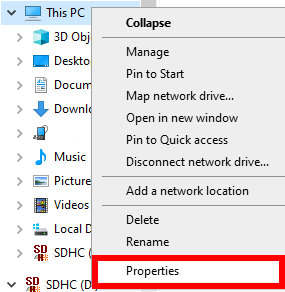 This PC
Collapse
3D Obj
Manage
Deskto
Pin to Start
Docum
Map network drive...
Downlo
Open in new window
Pin to Quick access
Music
Disconnect network drive...
Picture
Add a network location
Videos
Local D
Delete
SDHC (
Rename
Properties
SDHC (D:)